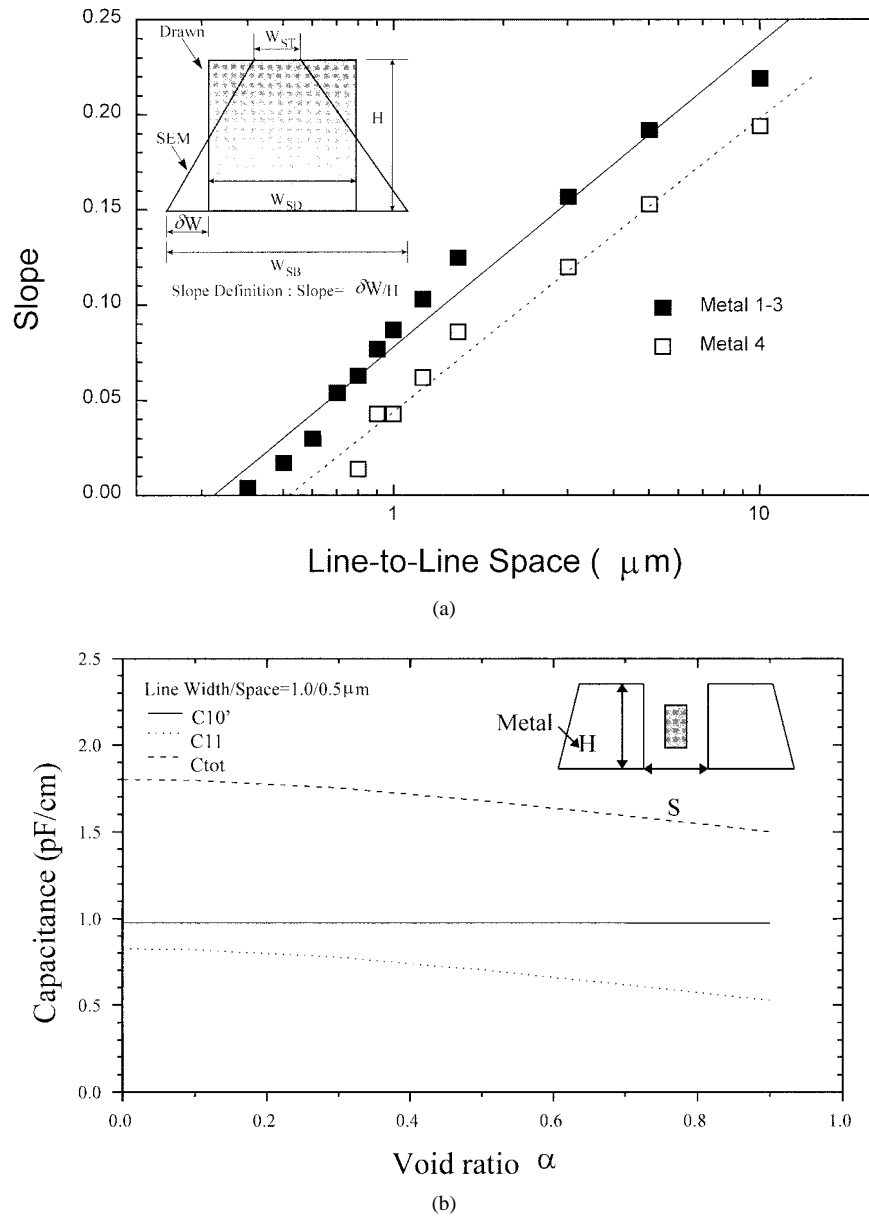 0.25
0.20
0.15
0.10
0.05
0.00
Slope
Drawn
W_ST
H
SEM
W_SD
δW
W_SB
Slope Definition : Slope= δW/H
Metal 1-3
Metal 4
1
10
Line-to-Line Space ( μm)
(a)
2.5
2.0
1.5
1.0
0.5
0.0
Capacitance (pF/cm)
Line Width/Space=1.0/0.5μm
C10'
C11
Ctot
Metal
H
S
0.0
0.2
0.4
0.6
0.8
1.0
Void ratio α
(b)